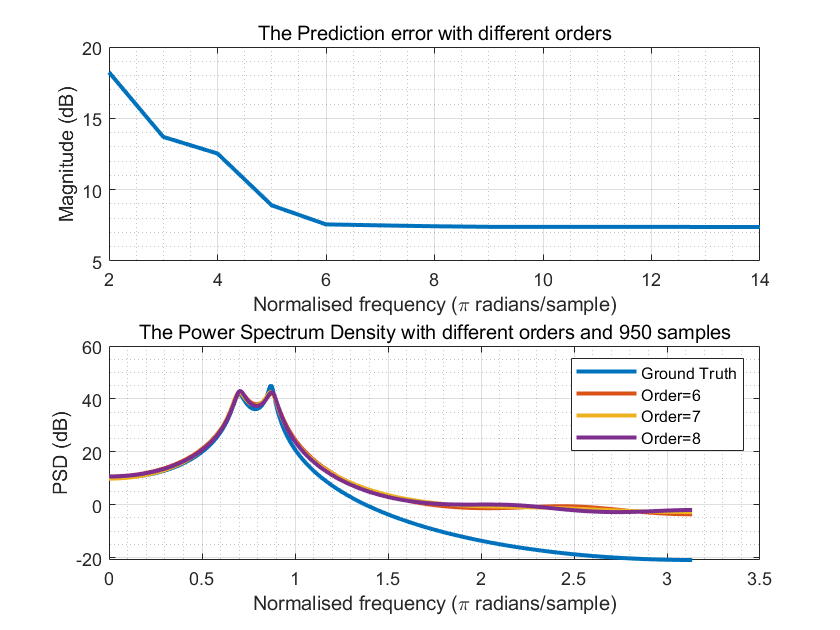 The Prediction error with different orders
20
15
10
5
Magnitude (dB)
2 4 6 8 10 12 14
Normalised frequency (π radians/sample)
The Power Spectrum Density with different orders and 950 samples
60
40
20
0
-20
PSD (dB)
Ground Truth
Order=6
Order=7
Order=8
0 0.5 1 1.5 2 2.5 3 3.5
Normalised frequency (π radians/sample)